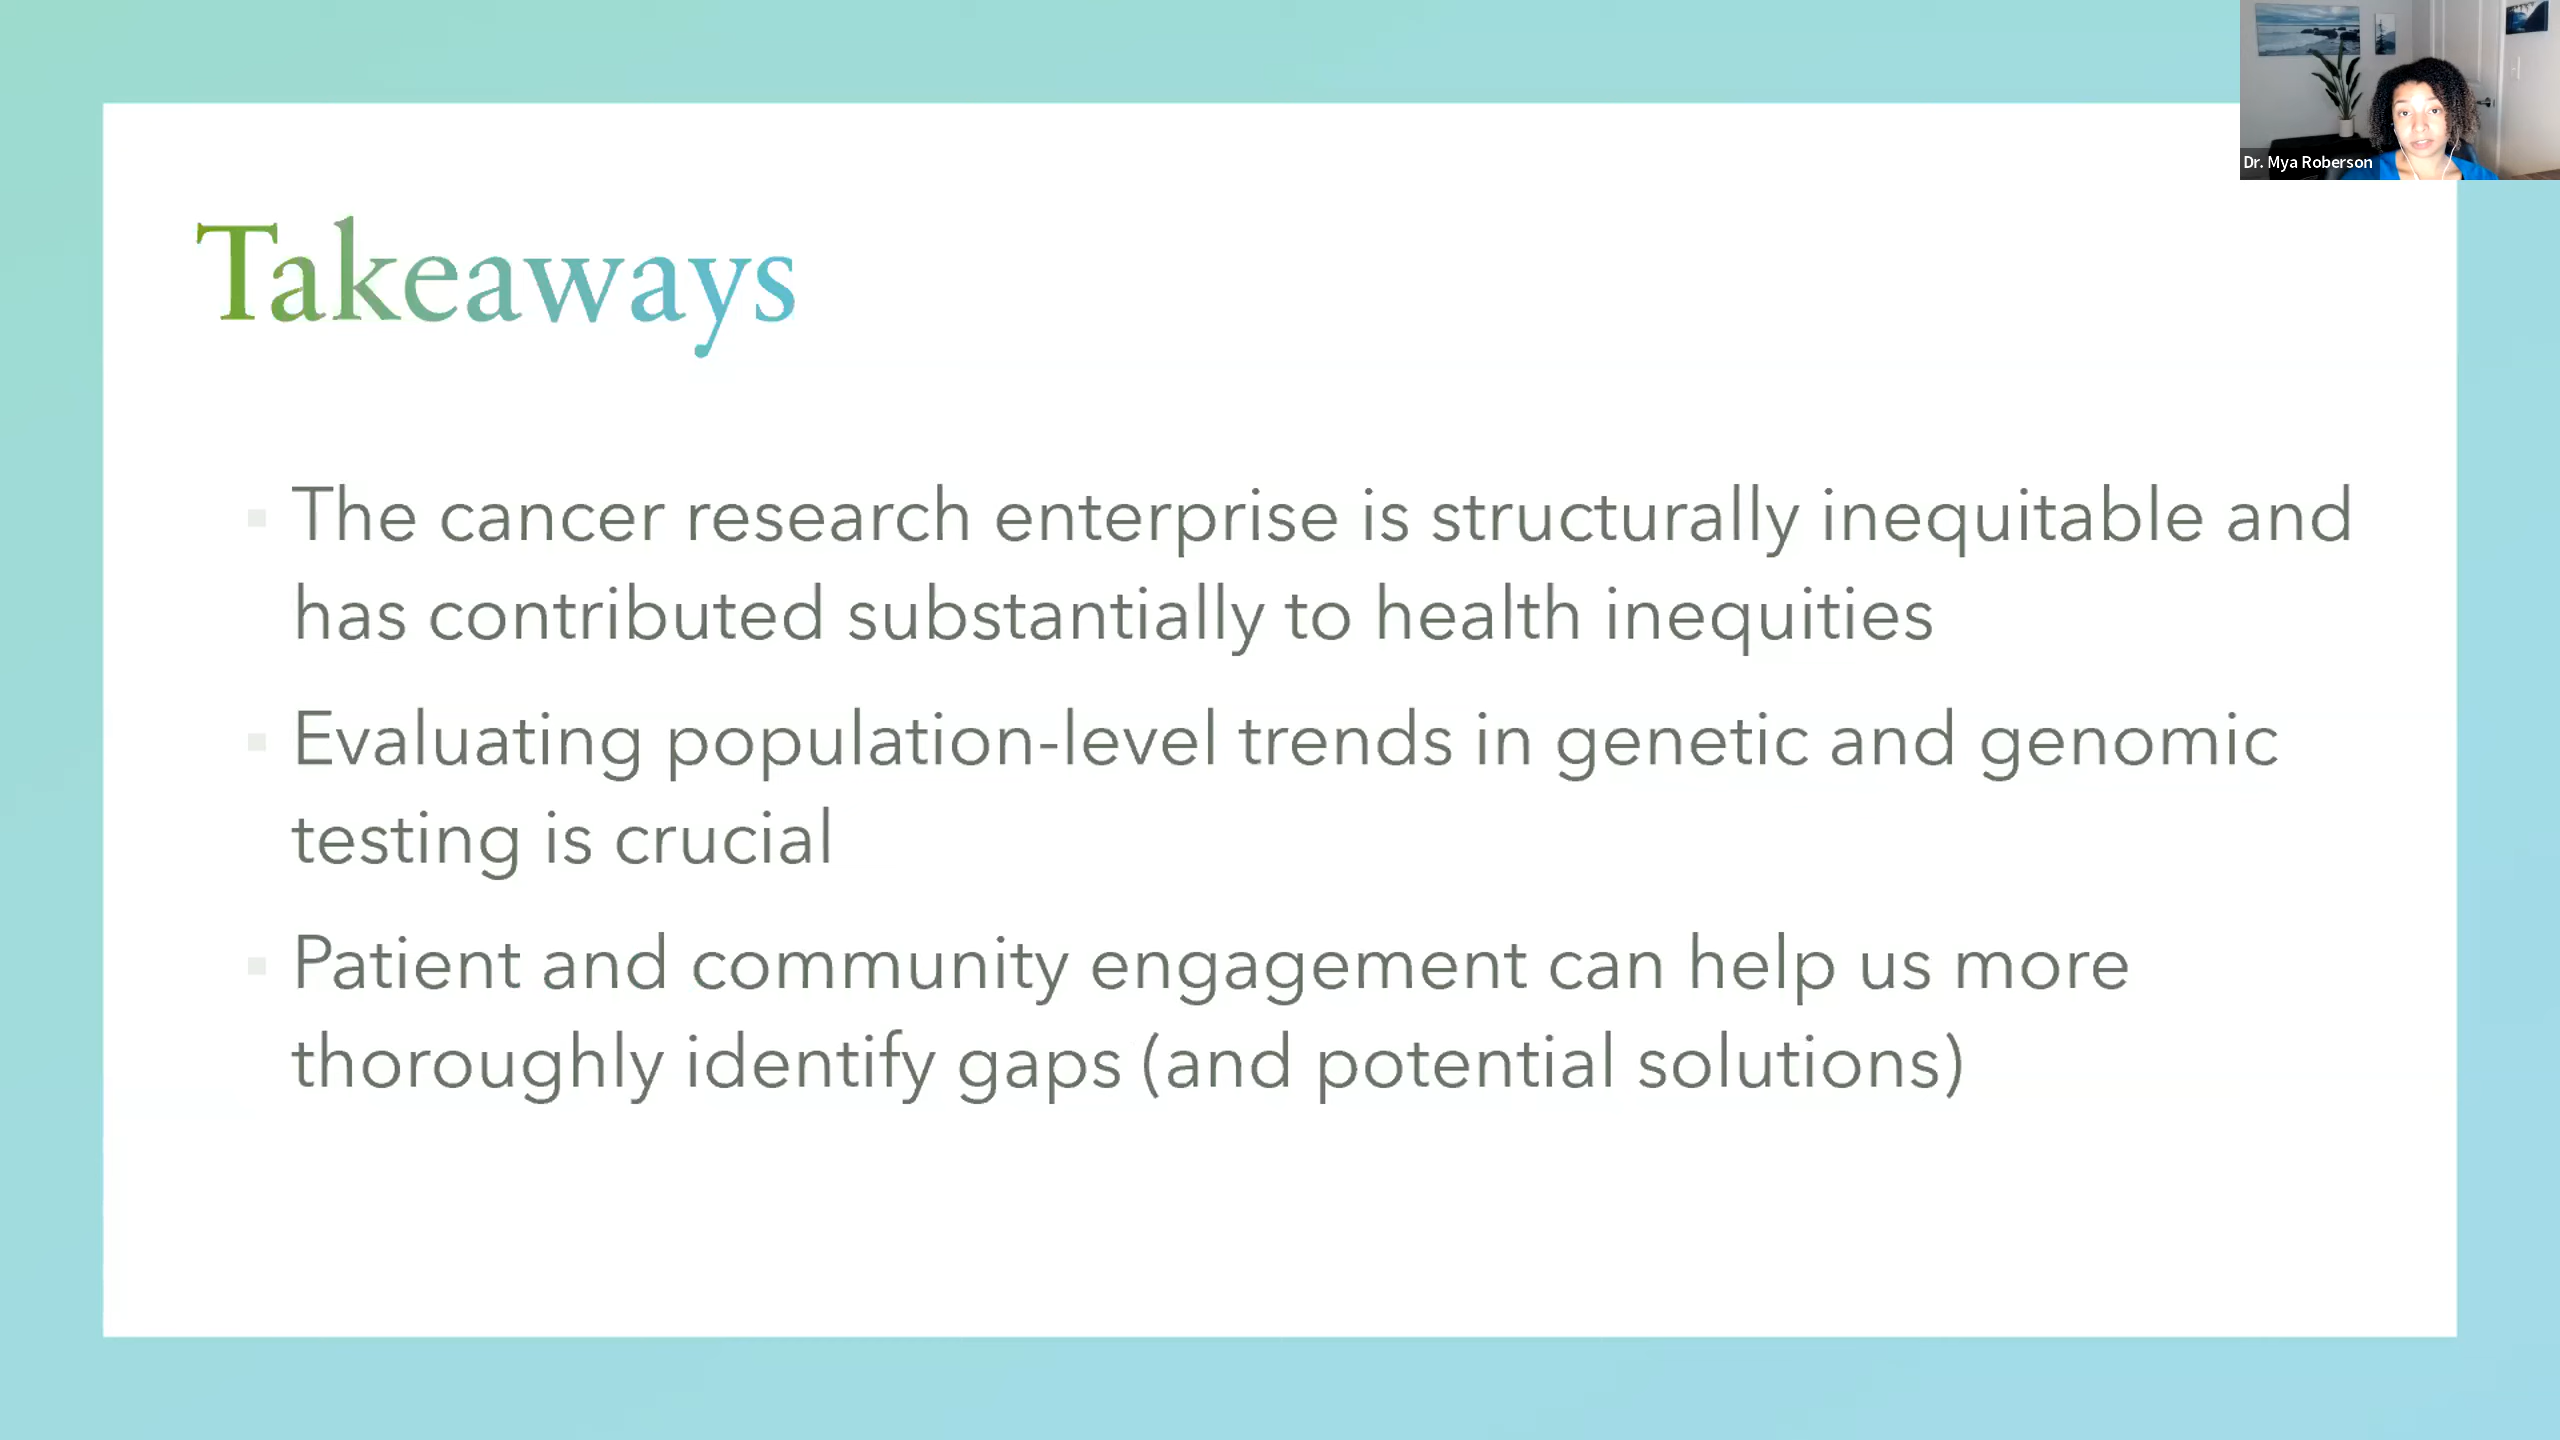 Dr. Mya Roberson
Takeaways
The cancer research enterprise is structurally inequitable and
has contributed substantially to health inequities
Evaluating population-level trends in genetic and genomic
testing is crucial
Patient and community engagement can help us more
thoroughly identify gaps (and potential solutions)